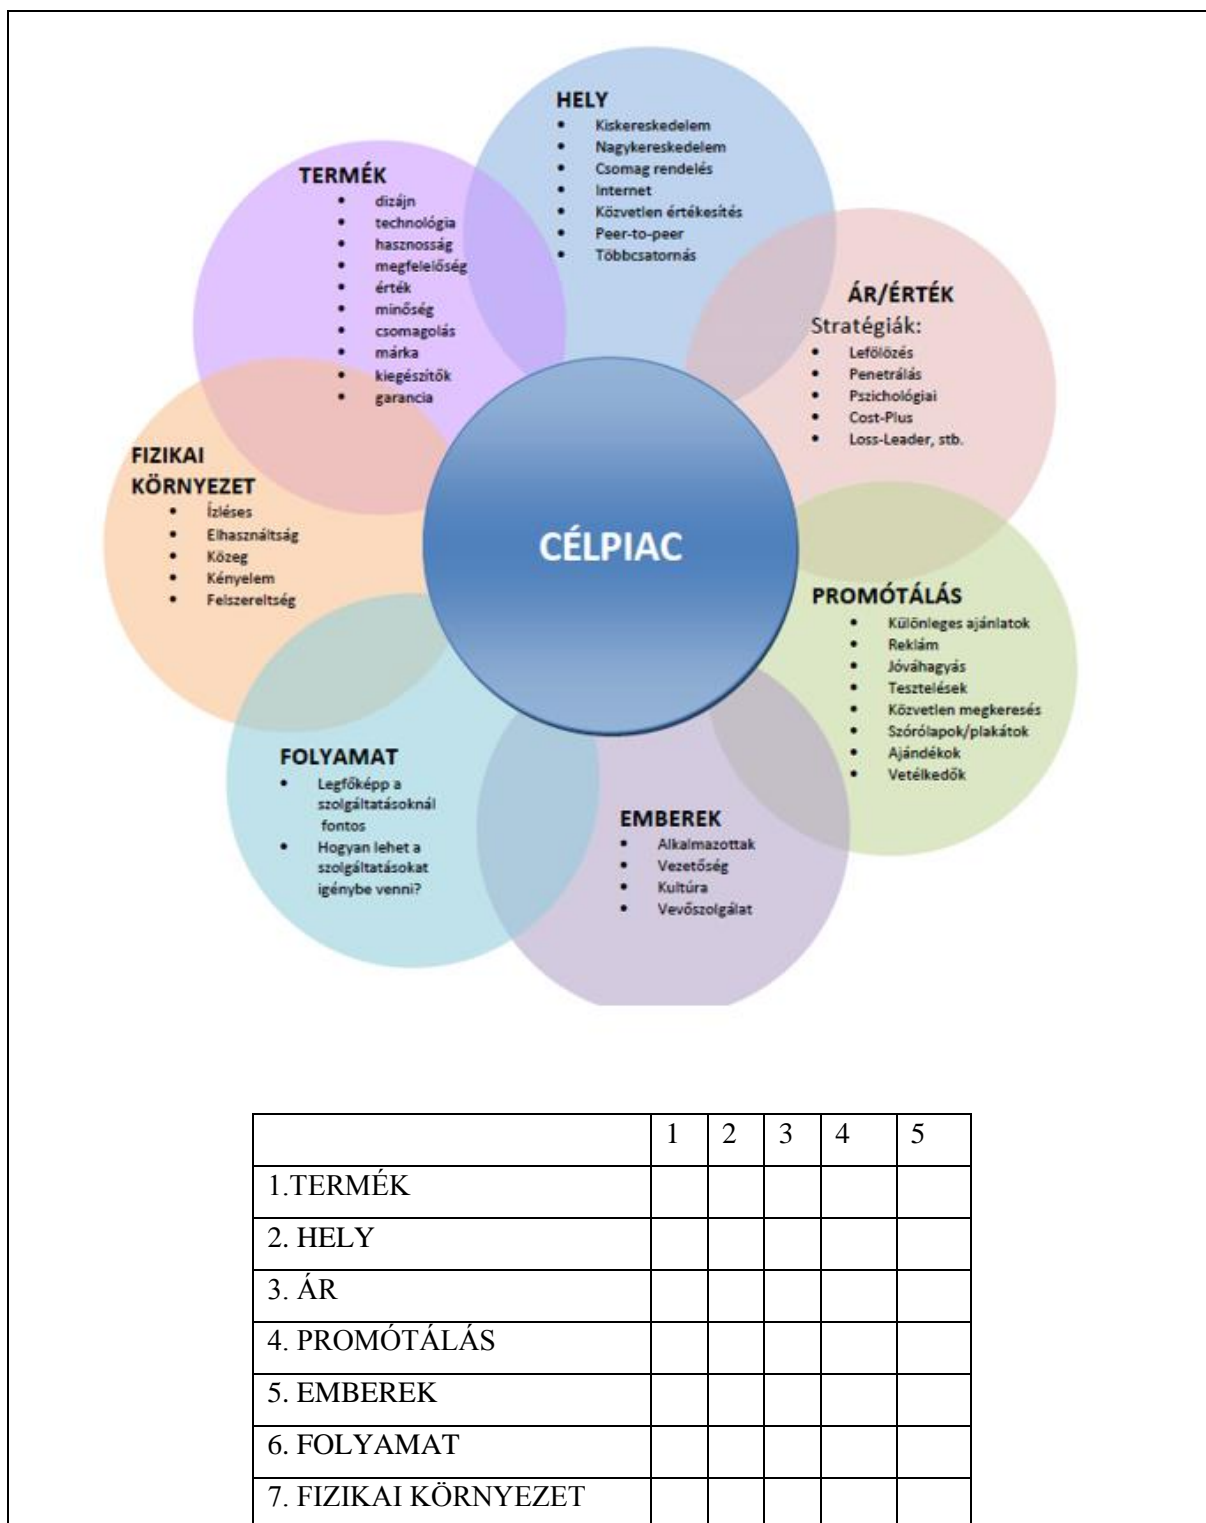 HELY
• Kiskereskedelem
• Nagykereskedelem
• Csomag rendelés
• Internet
• Közvetlen értékesítés
• Peer-to-peer
• Többcsatornás
TERMÉK
• dizájn
• technológia
• hasznosság
• megfelelőség
• érték
• minőség
• csomagolás
• márka
• kiegészítők
• garancia
ÁR/ÉRTÉK
Stratégiák:
• Lefölözés
• Penetrálás
• Pszichológiai
• Cost-Plus
• Loss-Leader, stb.
FIZIKAI
KÖRNYEZET
• Ízléses
• Elhasználtság
• Közeg
• Kényelem
• Felszereltség
CÉLPIAC
PROMÓTÁLÁS
• Különleges ajánlatok
• Reklám
• Jóváhagyás
• Tesztelések
• Közvetlen megkeresés
• Szórólapok/plakátok
• Ajándékok
• Vetélkedők
FOLYAMAT
• Legfőképp a
szolgáltatásoknál
fontos
• Hogyan lehet a
szolgáltatásokat
igénybe venni?
EMBEREK
• Alkalmazottak
• Vezetőség
• Kultúra
• Vevőszolgálat
1 2 3 4 5
1.TERMÉK
2. HELY
3. ÁR
4. PROMÓTÁLÁS
5. EMBEREK
6. FOLYAMAT
7. FIZIKAI KÖRNYEZET